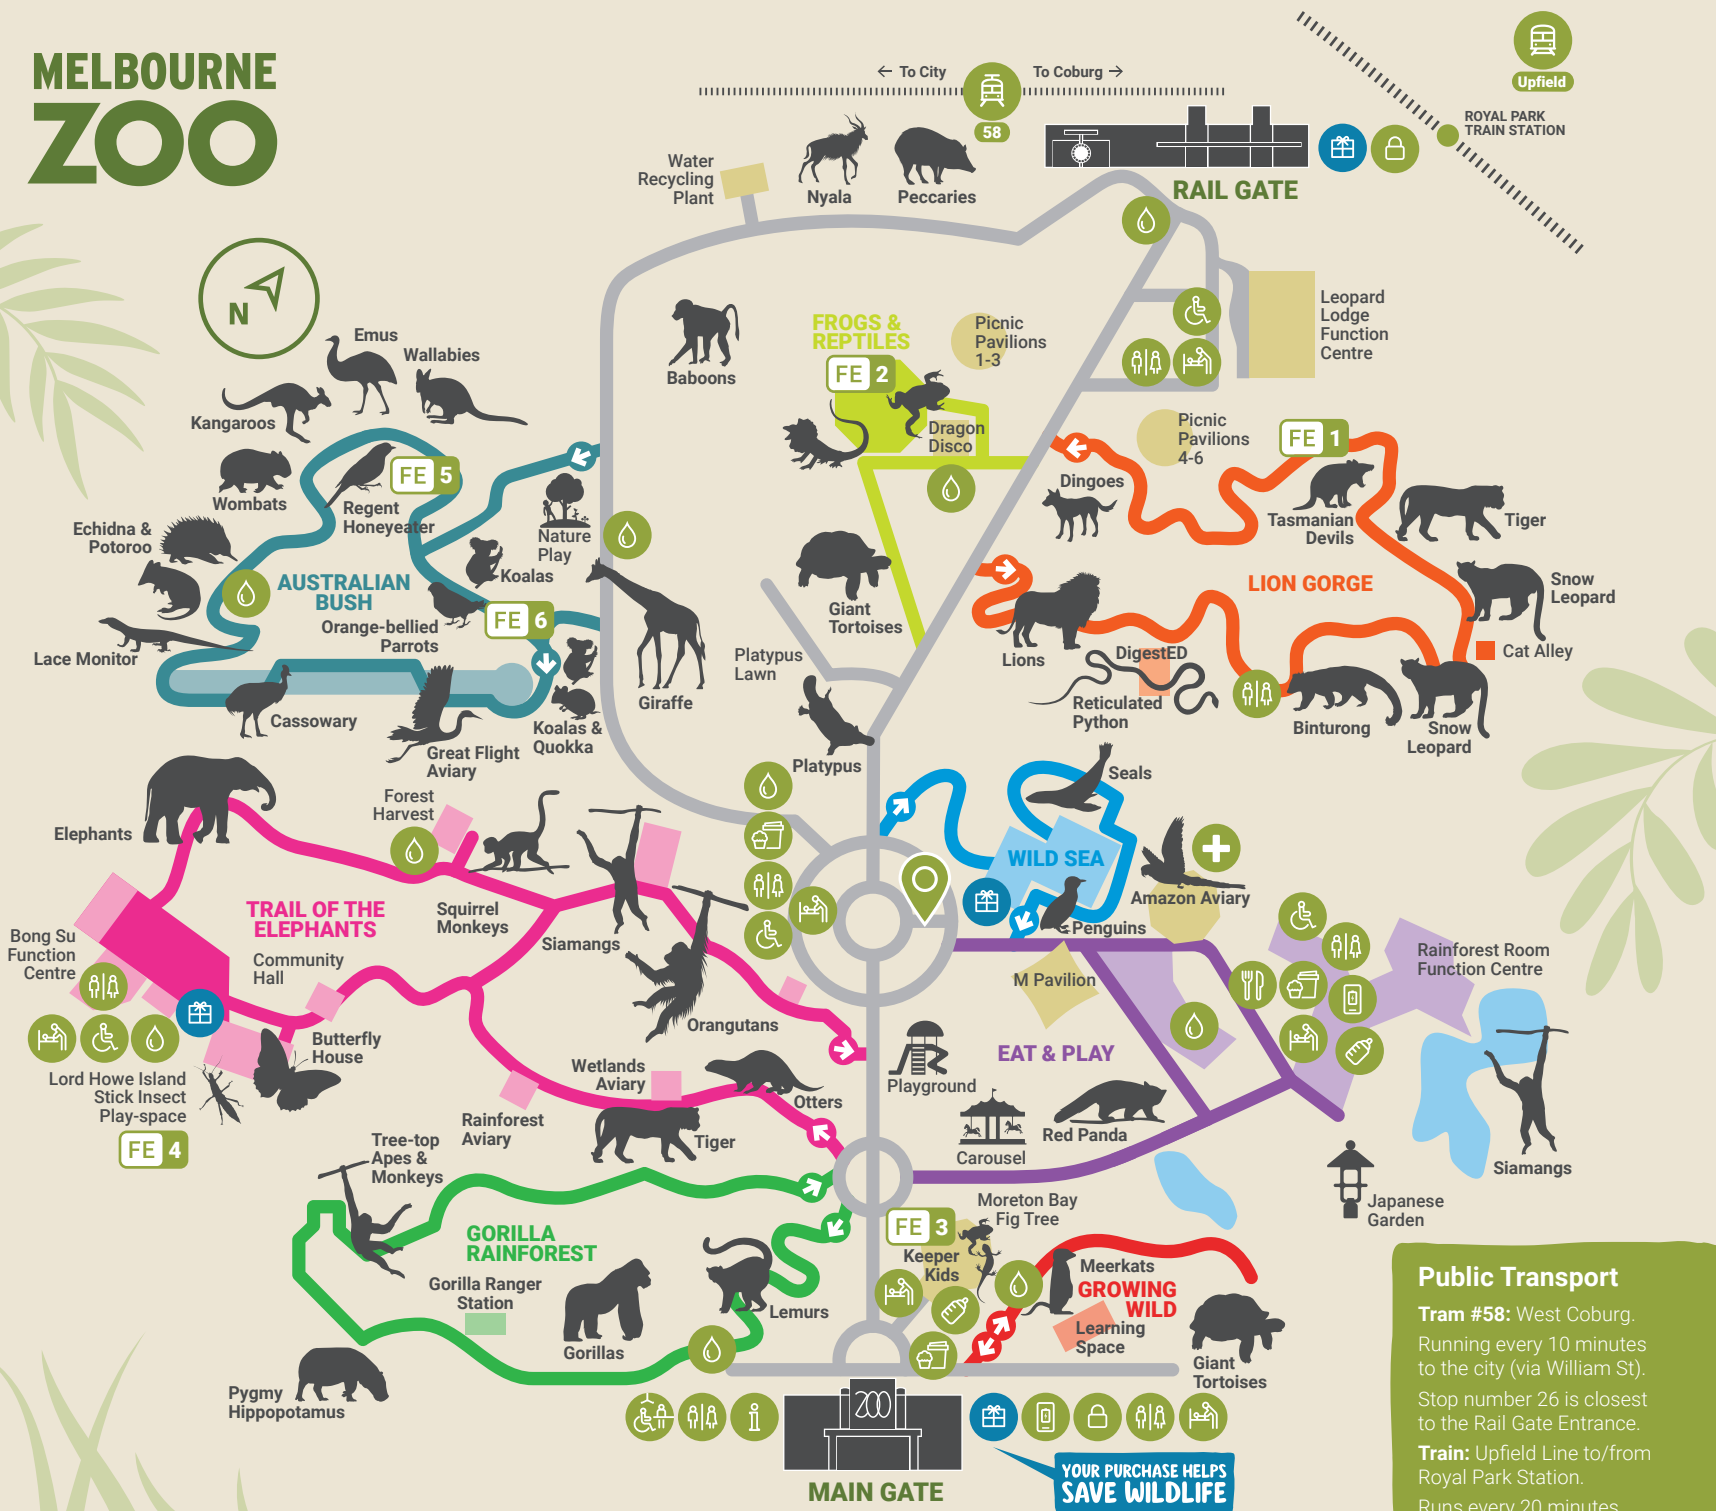 MELBOURNE
ZOO
← To City
To Coburg →
58
Upfield
ROYAL PARK
TRAIN STATION
RAIL GATE
Water
Recycling
Plant
Nyala
Peccaries
N
Leopard
Lodge
Function
Centre
Emus
Wallabies
Kangaroos
Baboons
FROGS &
REPTILES
FE 2
Picnic
Pavilions
1-3
Dragon
Disco
Picnic
Pavilions
4-6
FE 1
Wombats
Regent
Honeyeater
FE 5
Dingoes
Tasmanian
Devils
Tiger
Echidna &
Potoroo
Nature
Play
Koalas
AUSTRALIAN
BUSH
Orange-bellied
Parrots
FE 6
Lace Monitor
Giant
Tortoises
LION GORGE
Snow
Leopard
Cat Alley
Lions
DigestED
Reticulated
Python
Binturong
Snow
Leopard
Platypus
Lawn
Giraffe
Platypus
Cassowary
Great Flight
Aviary
Koalas &
Quokka
Seals
Elephants
Forest
Harvest
WILD SEA
Amazon Aviary
Penguins
TRAIL OF THE
ELEPHANTS
Squirrel
Monkeys
Siamangs
Bong Su
Function
Centre
Community
Hall
M Pavilion
Rainforest Room
Function Centre
Orangutans
Butterfly
House
Lord Howe Island
Stick Insect
Play-space
FE 4
Wetlands
Aviary
Otters
Rainforest
Aviary
Tiger
Playground
EAT & PLAY
Carousel
Red Panda
Siamangs
Japanese
Garden
Tree-top
Apes &
Monkeys
GORILLA
RAINFOREST
Gorilla Ranger
Station
Gorillas
Lemurs
Pygmy
Hippopotamus
Moreton Bay
Fig Tree
FE 3
Keeper
Kids
Meerkats
GROWING
WILD
Learning
Space
Giant
Tortoises
ZOO
MAIN GATE
YOUR PURCHASE HELPS
SAVE WILDLIFE
Public Transport
Tram #58: West Coburg.
Running every 10 minutes
to the city (via William St).
Stop number 26 is closest
to the Rail Gate Entrance.
Train: Upfield Line to/from
Royal Park Station.
Runs every 20 minutes